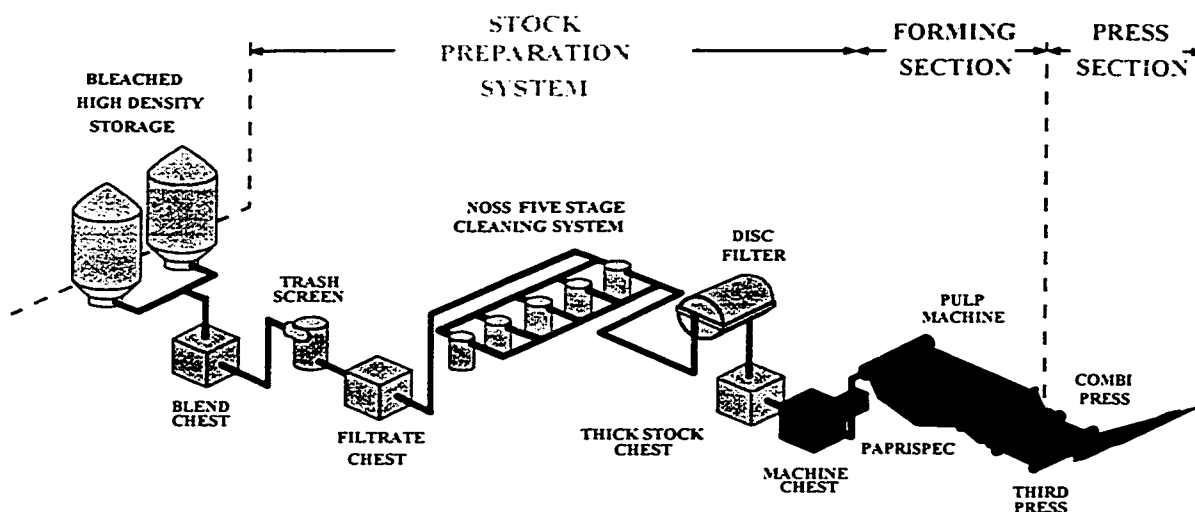 STOCK
PREPARATION
SYSTEM
FORMING
SECTION
PRESS
SECTION
BLEACHED
HIGH DENSITY
STORAGE
NOSS FIVE STAGE
CLEANING SYSTEM
DISC
FILTER
TRASH
SCREEN
PULP
MACHINE
COMBI
PRESS
BLEND
CHEST
FILTRATE
CHEST
THICK STOCK
CHEST
MACHINE
CHEST
PAPRISPEC
THIRD
PRESS